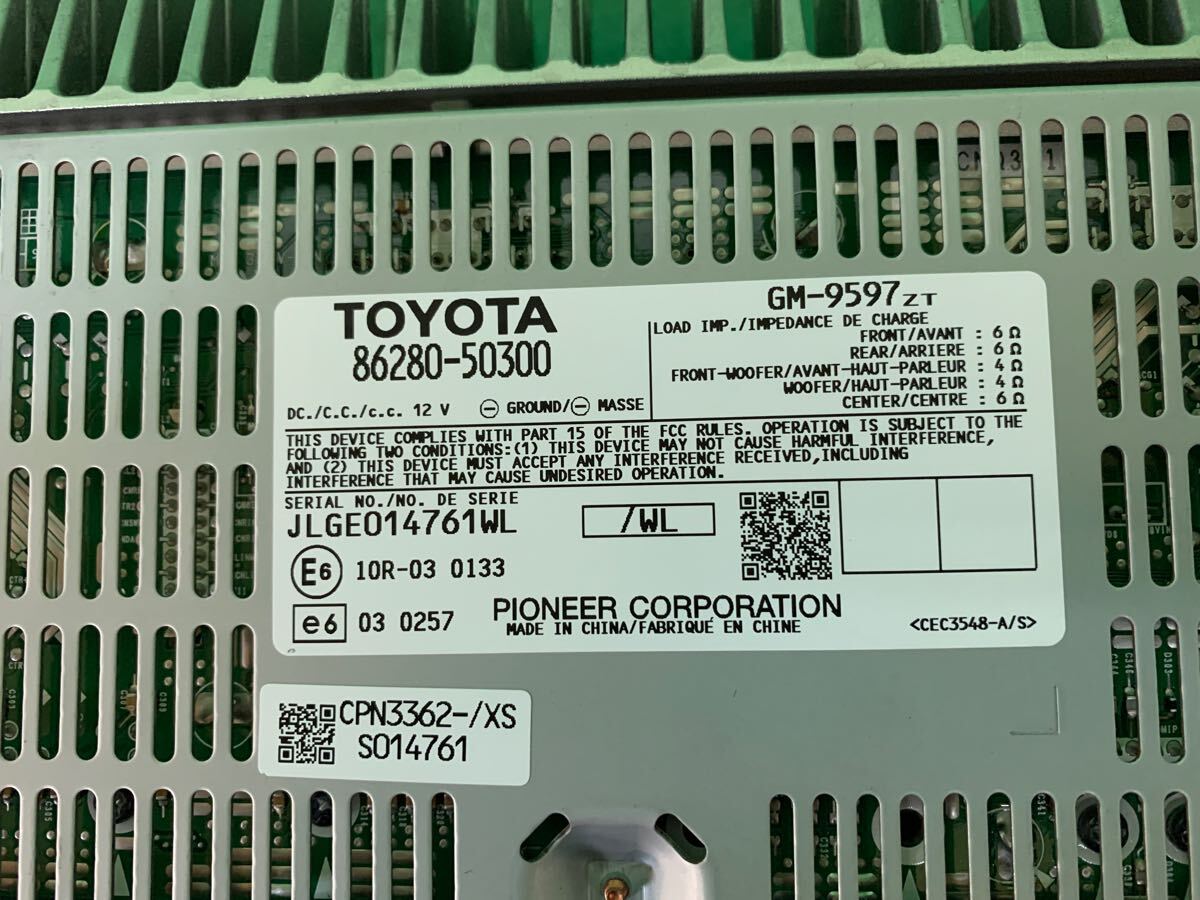 TOYOTA
86280-50300
DC./C.C./c.c. 12 V ⊖ GROUND/⊖ MASSE
GM-9597ZT
LOAD IMP./IMPEDANCE DE CHARGE
FRONT/AVANT : 6 Ω
REAR/ARRIERE : 6 Ω
FRONT-WOOFER/AVANT-HAUT-PARLEUR : 4 Ω
WOOFER/HAUT-PARLEUR : 4 Ω
CENTER/CENTRE : 6 Ω
THIS DEVICE COMPLIES WITH PART 15 OF THE FCC RULES. OPERATION IS SUBJECT TO THE
FOLLOWING TWO CONDITIONS:(1) THIS DEVICE MAY NOT CAUSE HARMFUL INTERFERENCE,
AND (2) THIS DEVICE MUST ACCEPT ANY INTERFERENCE RECEIVED,INCLUDING
INTERFERENCE THAT MAY CAUSE UNDESIRED OPERATION.
SERIAL NO./NO. DE SERIE
JLGE014761WL
/WL
E6 10R-03 0133
e6 03 0257
PIONEER CORPORATION
MADE IN CHINA/FABRIQUÉ EN CHINE
<CEC3548-A/S>
CPN3362-/XS
S014761